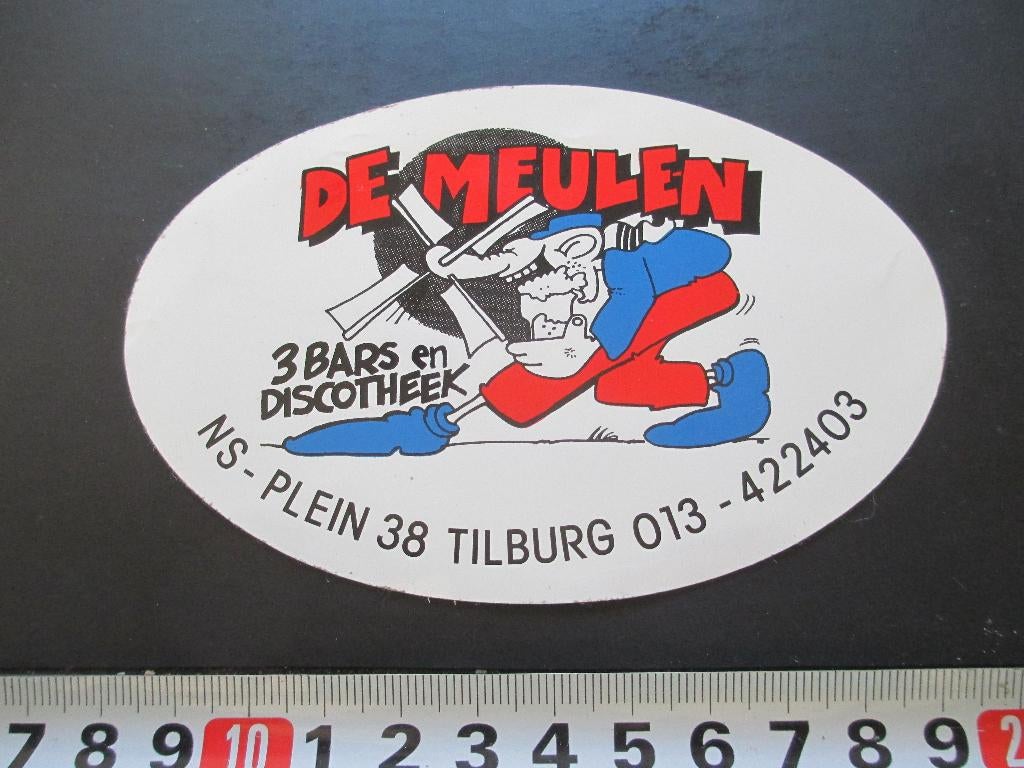 DE MEULEN
3 BARS en
DISCOTHEEK
NS-PLEIN 38 TILBURG 013-422403
7 8 9 10 1 2 3 4 5 6 7 8 9 2